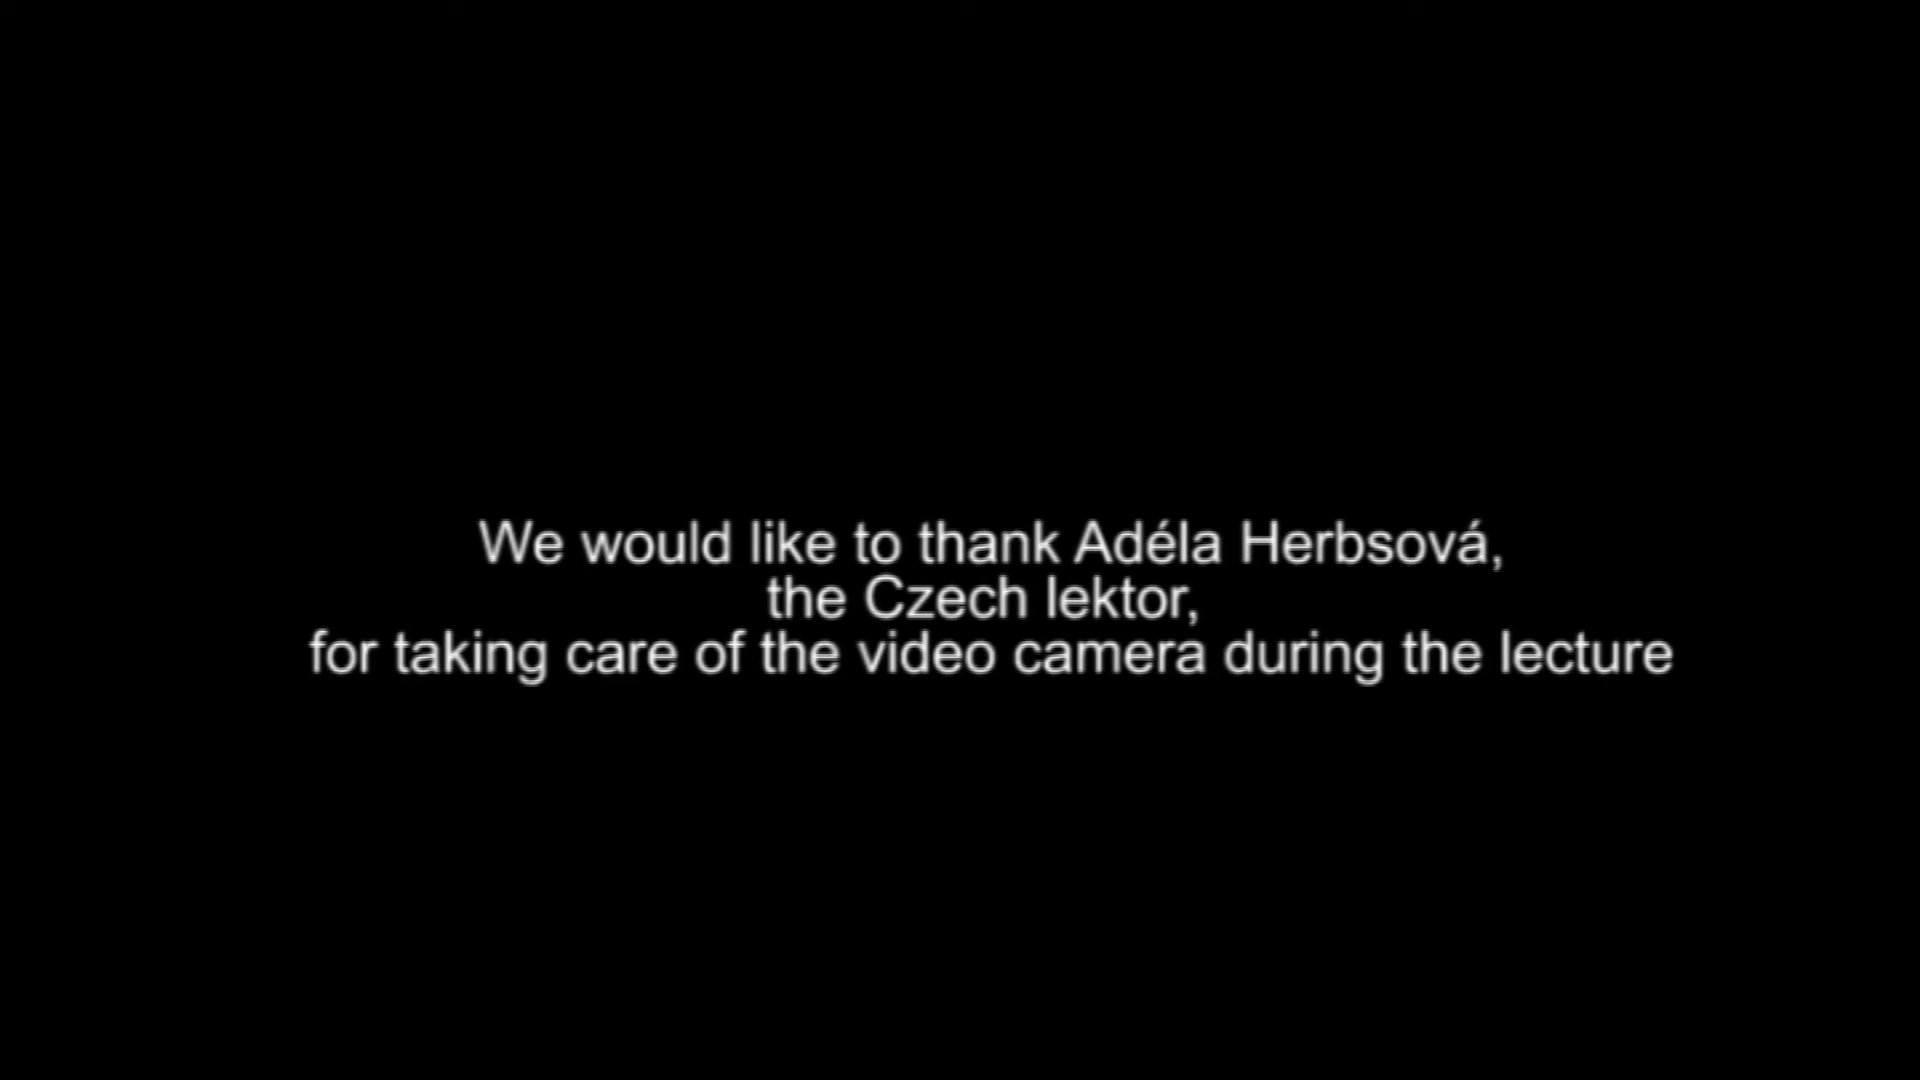 We would like to thank Adéla Herbsová,
the Czech lektor,
for taking care of the video camera during the lecture